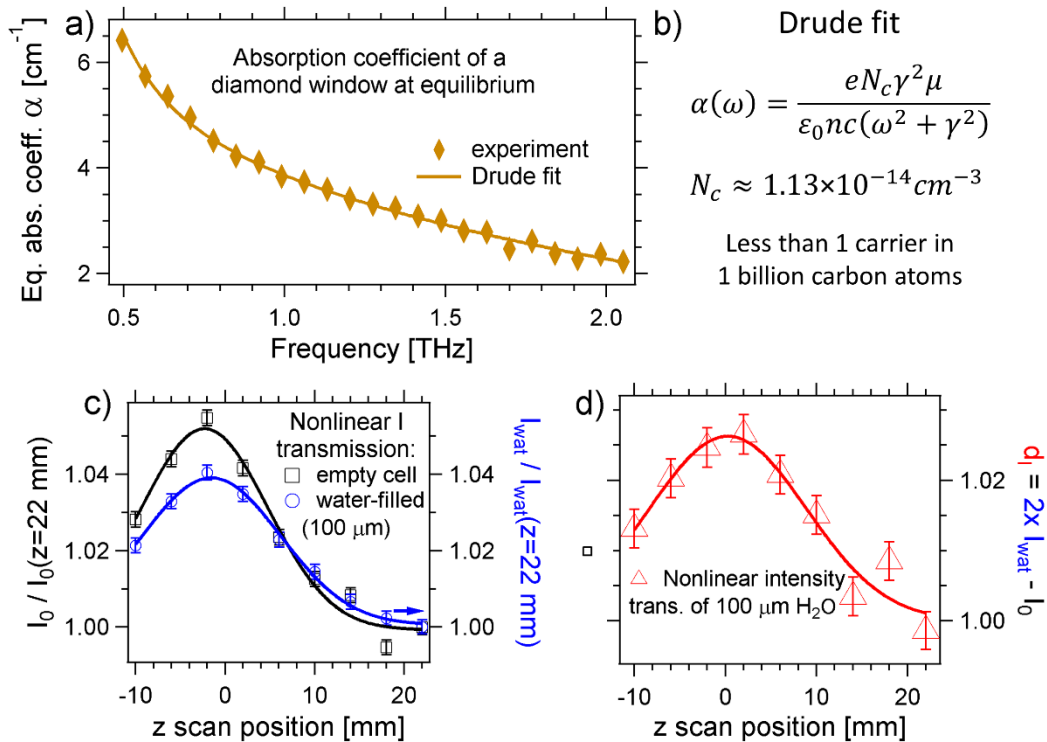 a)
Eq. abs. coeff. α [cm⁻¹]
6
4
2
Absorption coefficient of a
diamond window at equilibrium
experiment
Drude fit
0.5
1.0
1.5
2.0
Frequency [THz]
b)
Drude fit
α(ω) = eN_cγ²μ / ε₀nc(ω² + γ²)
N_c ≈ 1.13×10⁻¹⁴cm⁻³
Less than 1 carrier in
1 billion carbon atoms
c)
I₀ / I₀(z=22 mm)
1.04
1.02
1.00
Nonlinear I
transmission:
empty cell
water-filled
(100 μm)
1.04
1.02
1.00
I_wat / I_wat(z=22 mm)
-10
0
10
20
z scan position [mm]
d)
Nonlinear intensity
trans. of 100 μm H₂O
1.02
1.00
d_I = 2x I_wat - I₀
-10
0
10
20
z scan position [mm]